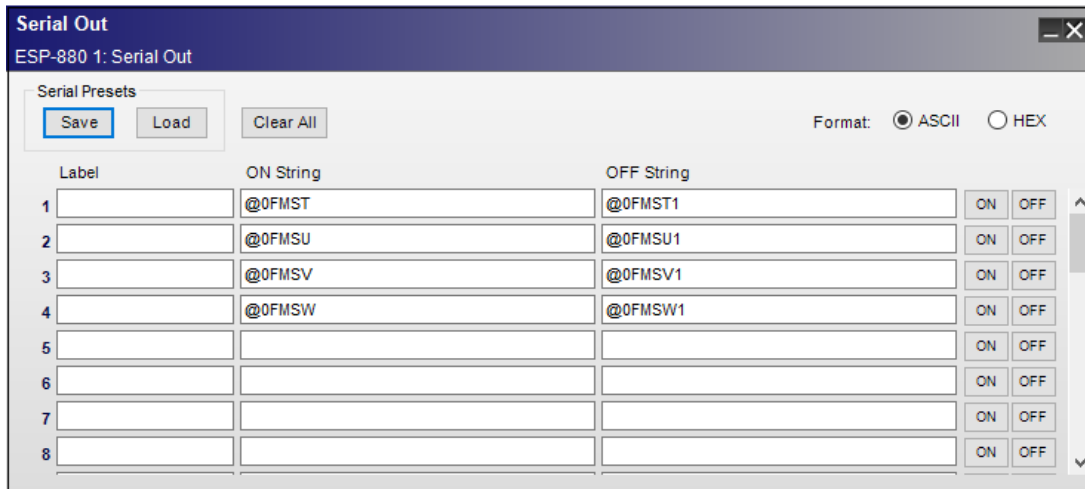 Serial Out
ESP-880 1: Serial Out
Serial Presets
Save Load Clear All Format: ASCII HEX
Label ON String OFF String
1 @0FMST @0FMST1 ON OFF
2 @0FMSU @0FMSU1 ON OFF
3 @0FMSV @0FMSV1 ON OFF
4 @0FMSW @0FMSW1 ON OFF
5 ON OFF
6 ON OFF
7 ON OFF
8 ON OFF